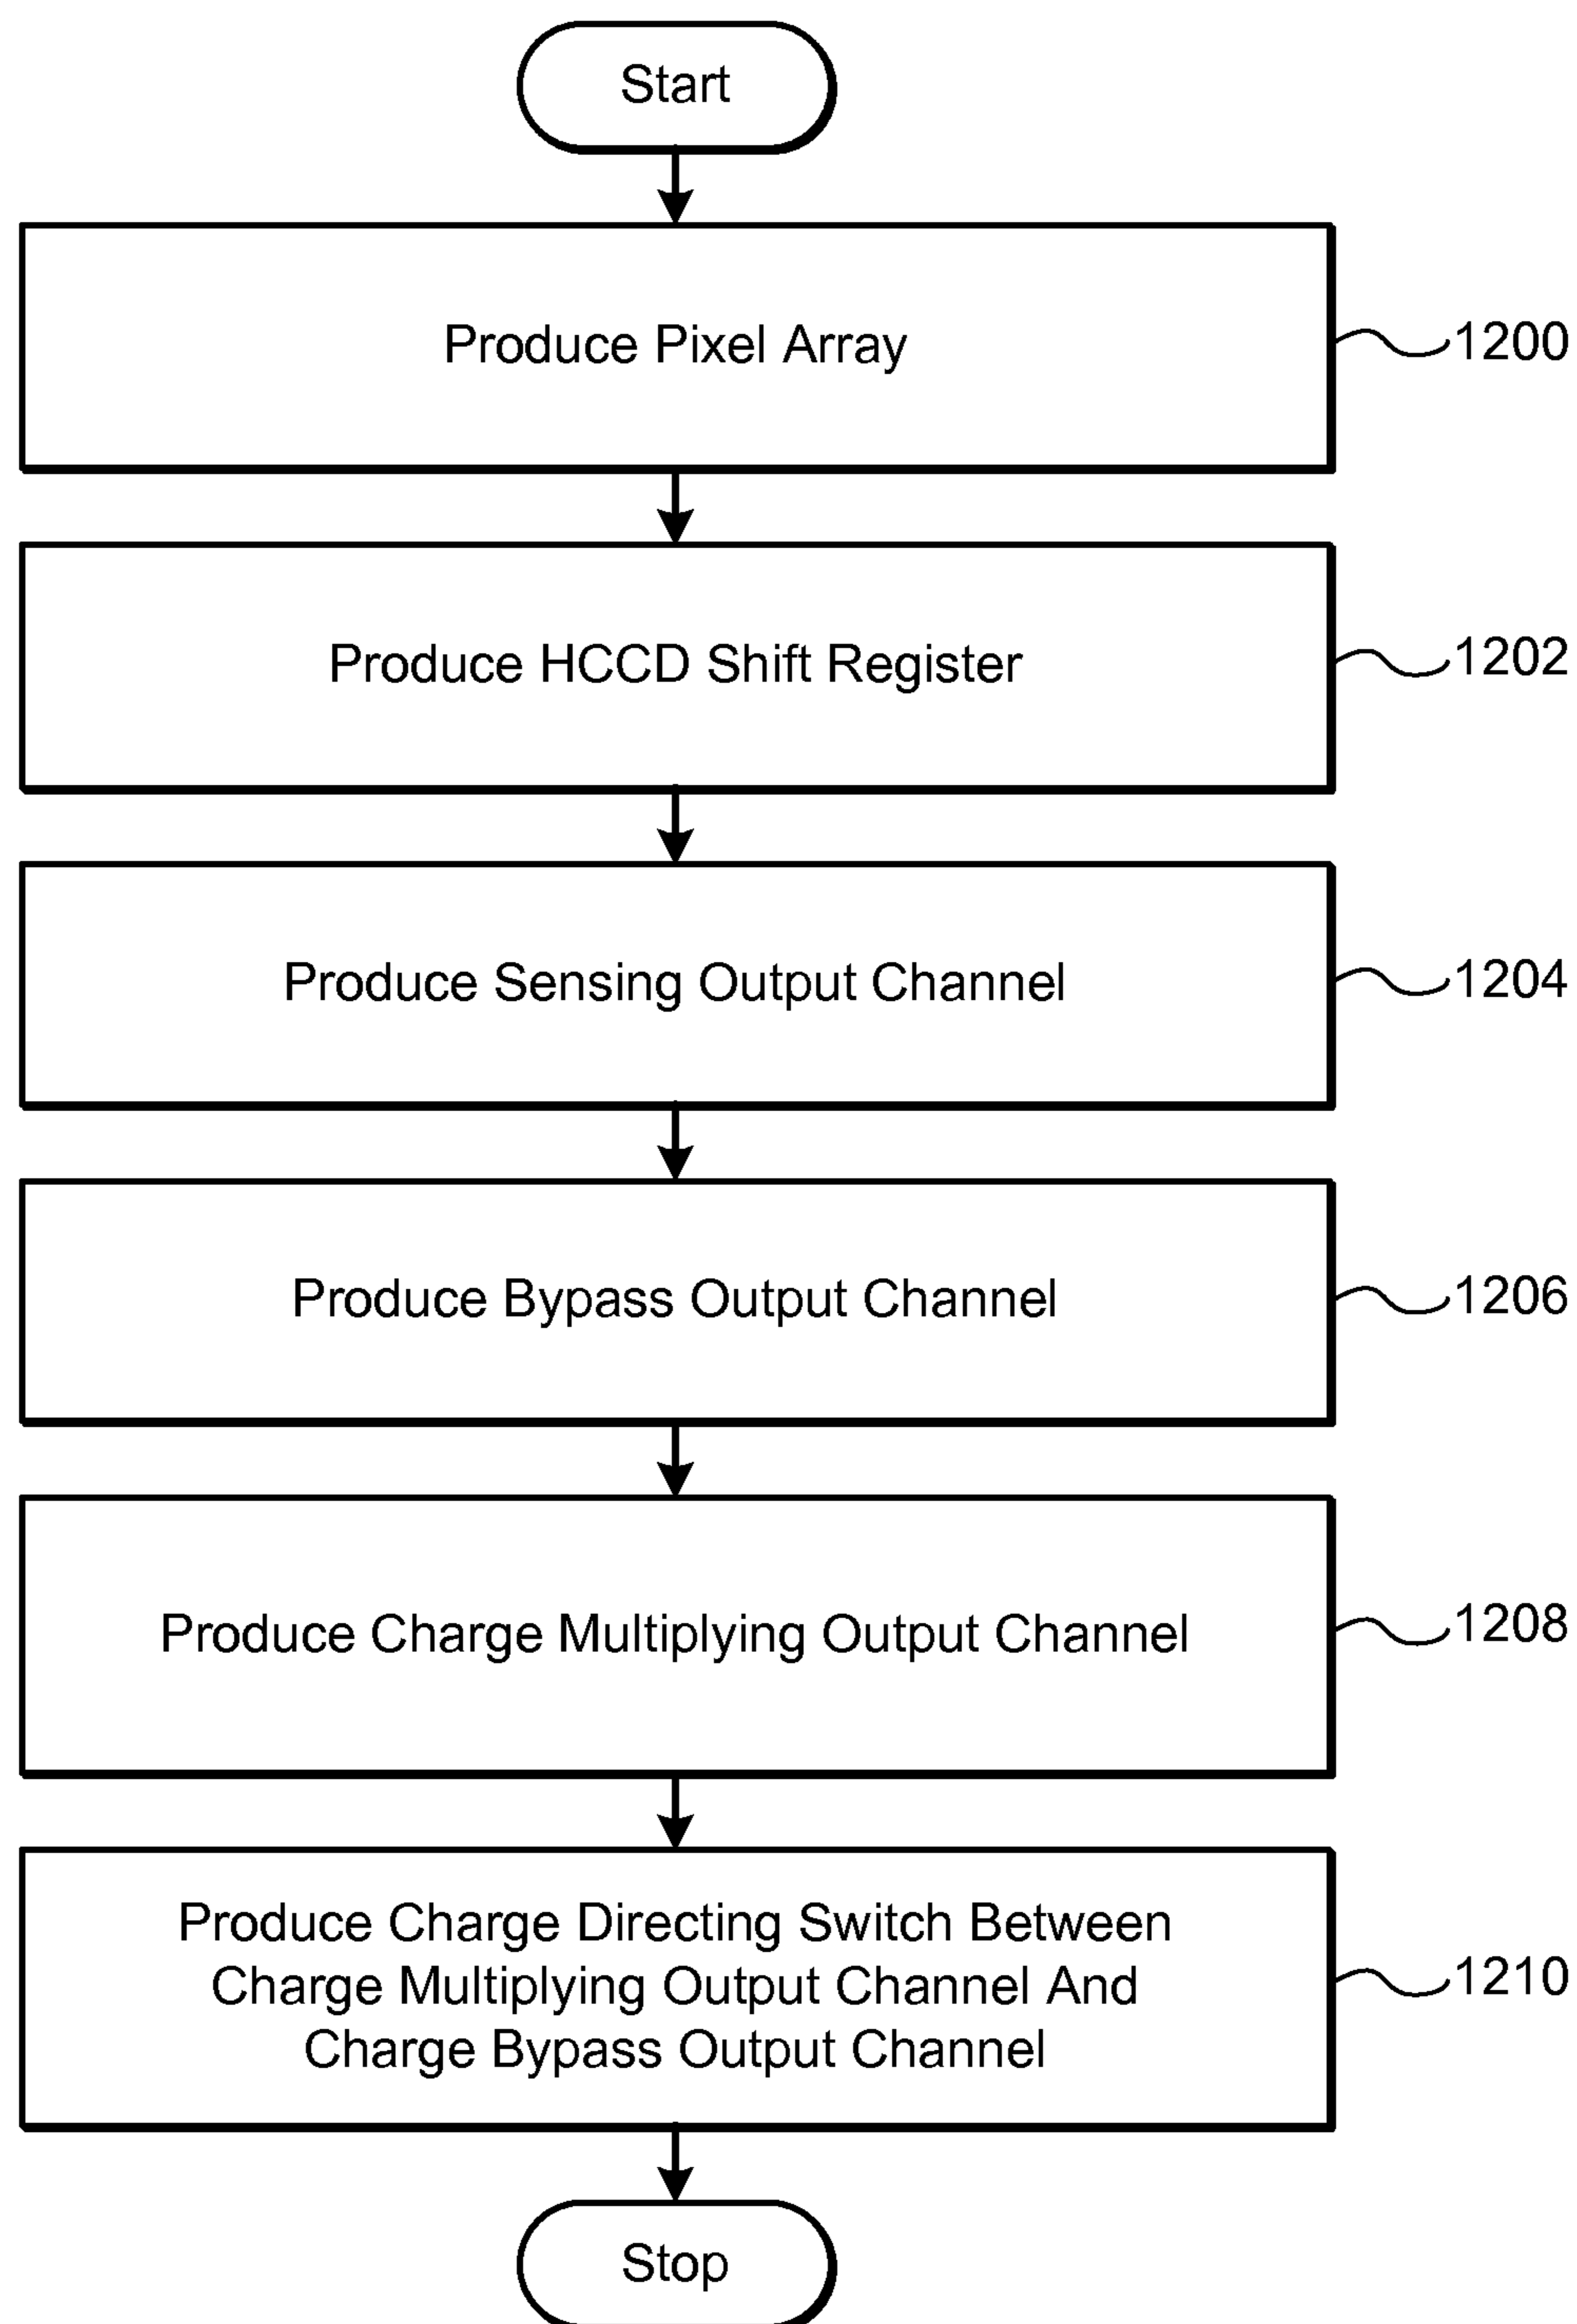 Start
Produce Pixel Array
1200
Produce HCCD Shift Register
1202
Produce Sensing Output Channel
1204
Produce Bypass Output Channel
1206
Produce Charge Multiplying Output Channel
1208
Produce Charge Directing Switch Between
Charge Multiplying Output Channel And
Charge Bypass Output Channel
1210
Stop